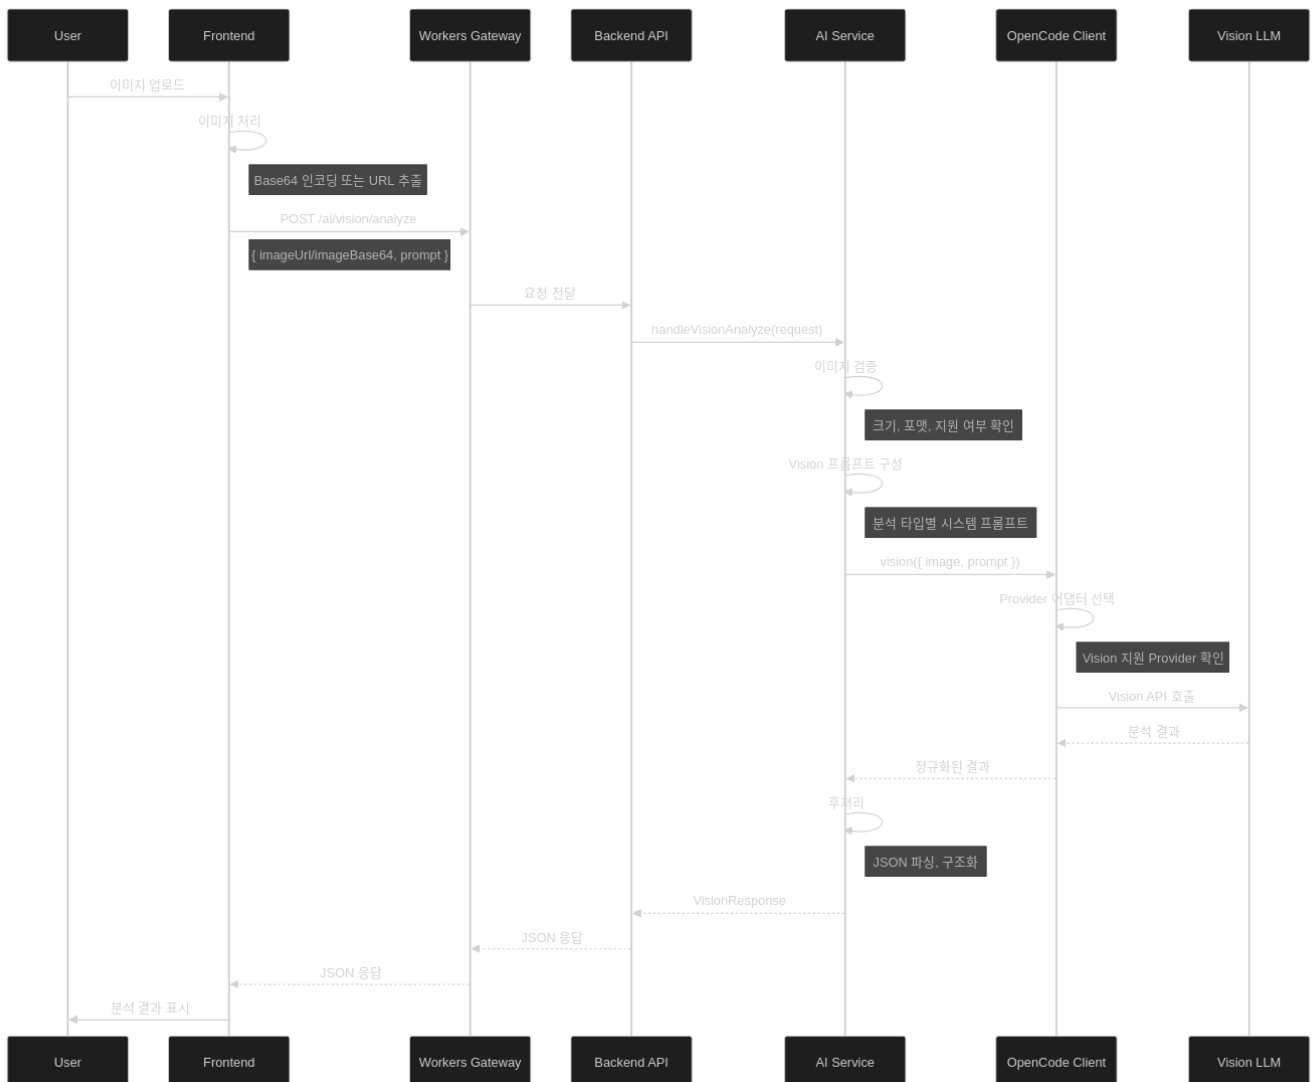 User
Frontend
Workers Gateway
Backend API
AI Service
OpenCode Client
Vision LLM
이미지 업로드
이미지 처리
Base64 인코딩 또는 URL 추출
POST /ai/vision/analyze
{ imageUrl/imageBase64, prompt }
요청 전달
handleVisionAnalyze(request)
이미지 검증
크기, 포맷, 지원 여부 확인
Vision 프롬프트 구성
분석 타입별 시스템 프롬프트
vision({ image, prompt })
Provider 어댑터 선택
Vision 지원 Provider 확인
Vision API 호출
분석 결과
정규화된 결과
후처리
JSON 파싱, 구조화
VisionResponse
JSON 응답
JSON 응답
분석 결과 표시
User
Frontend
Workers Gateway
Backend API
AI Service
OpenCode Client
Vision LLM